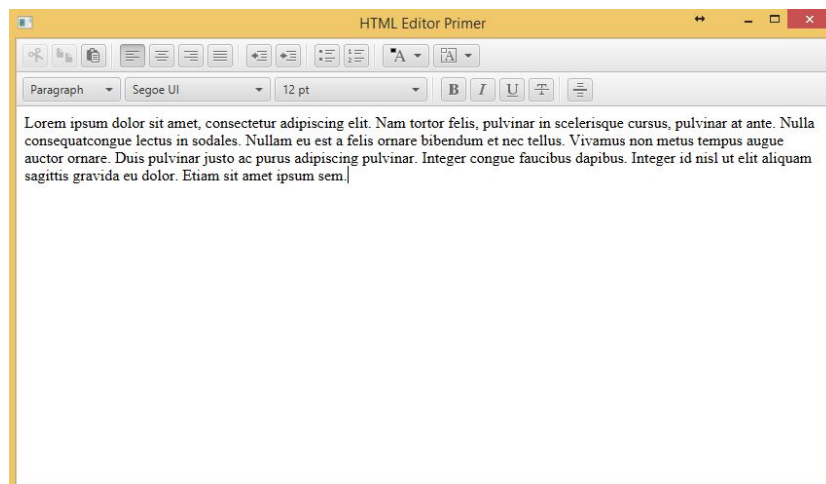 HTML Editor Primer
Paragraph Segoe UI 12 pt B I U T
Lorem ipsum dolor sit amet, consectetur adipiscing elit. Nam tortor felis, pulvinar in scelerisque cursus, pulvinar at ante. Nulla
consequatcongue lectus in sodales. Nullam eu est a felis ornare bibendum et nec tellus. Vivamus non metus tempus augue
auctor ornare. Duis pulvinar justo ac purus adipiscing pulvinar. Integer congue faucibus dapibus. Integer id nisl ut elit aliquam
sagittis gravida eu dolor. Etiam sit amet ipsum sem.